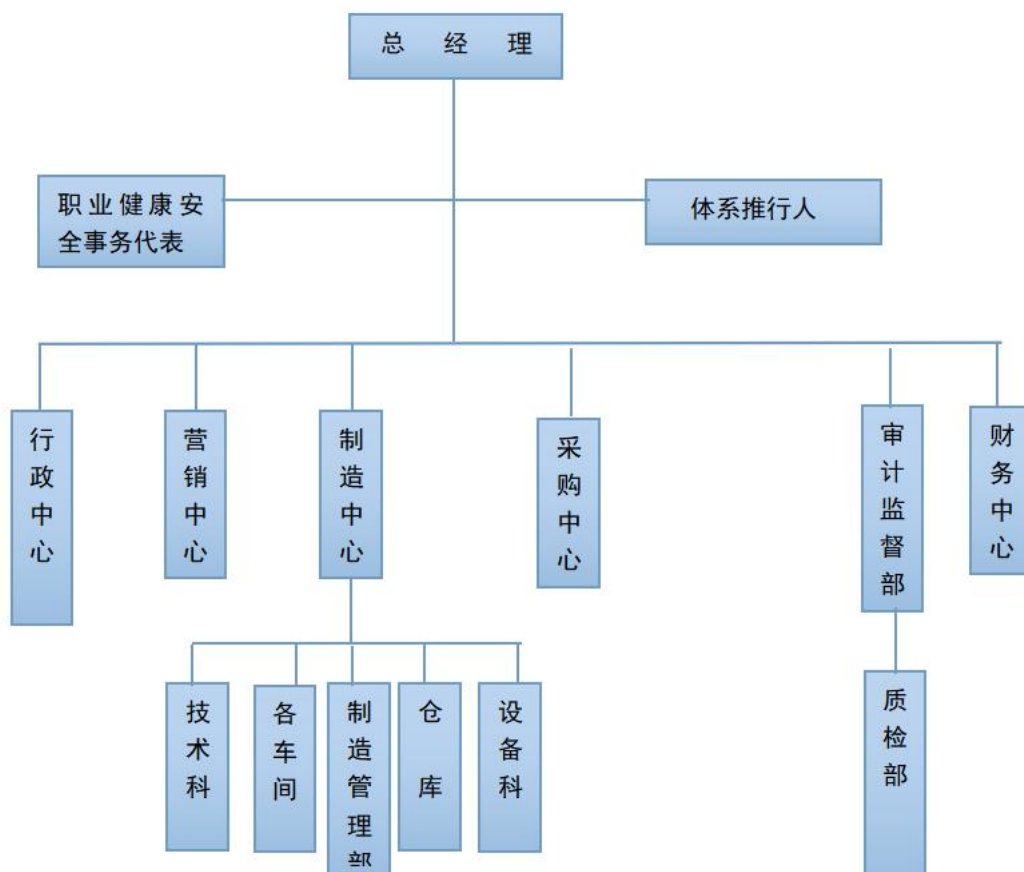 总 经 理
职业健康安
全事务代表
体系推行人
行政中心
营销中心
制造中心
采购中心
审计监督部
财务中心
技术科
各车间
制造管理部
仓库
设备科
质检部